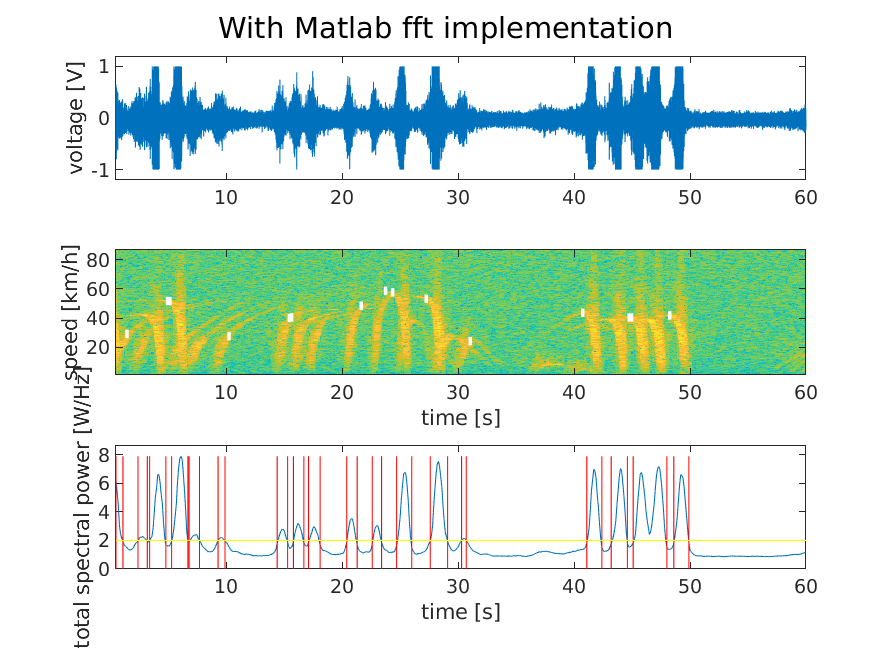 With Matlab fft implementation
voltage [V]
1
0
-1
10 20 30 40 50 60
speed [km/h]
80
60
40
20
10 20 30 40 50 60
time [s]
total spectral power [W/Hz]
8
6
4
2
0
10 20 30 40 50 60
time [s]